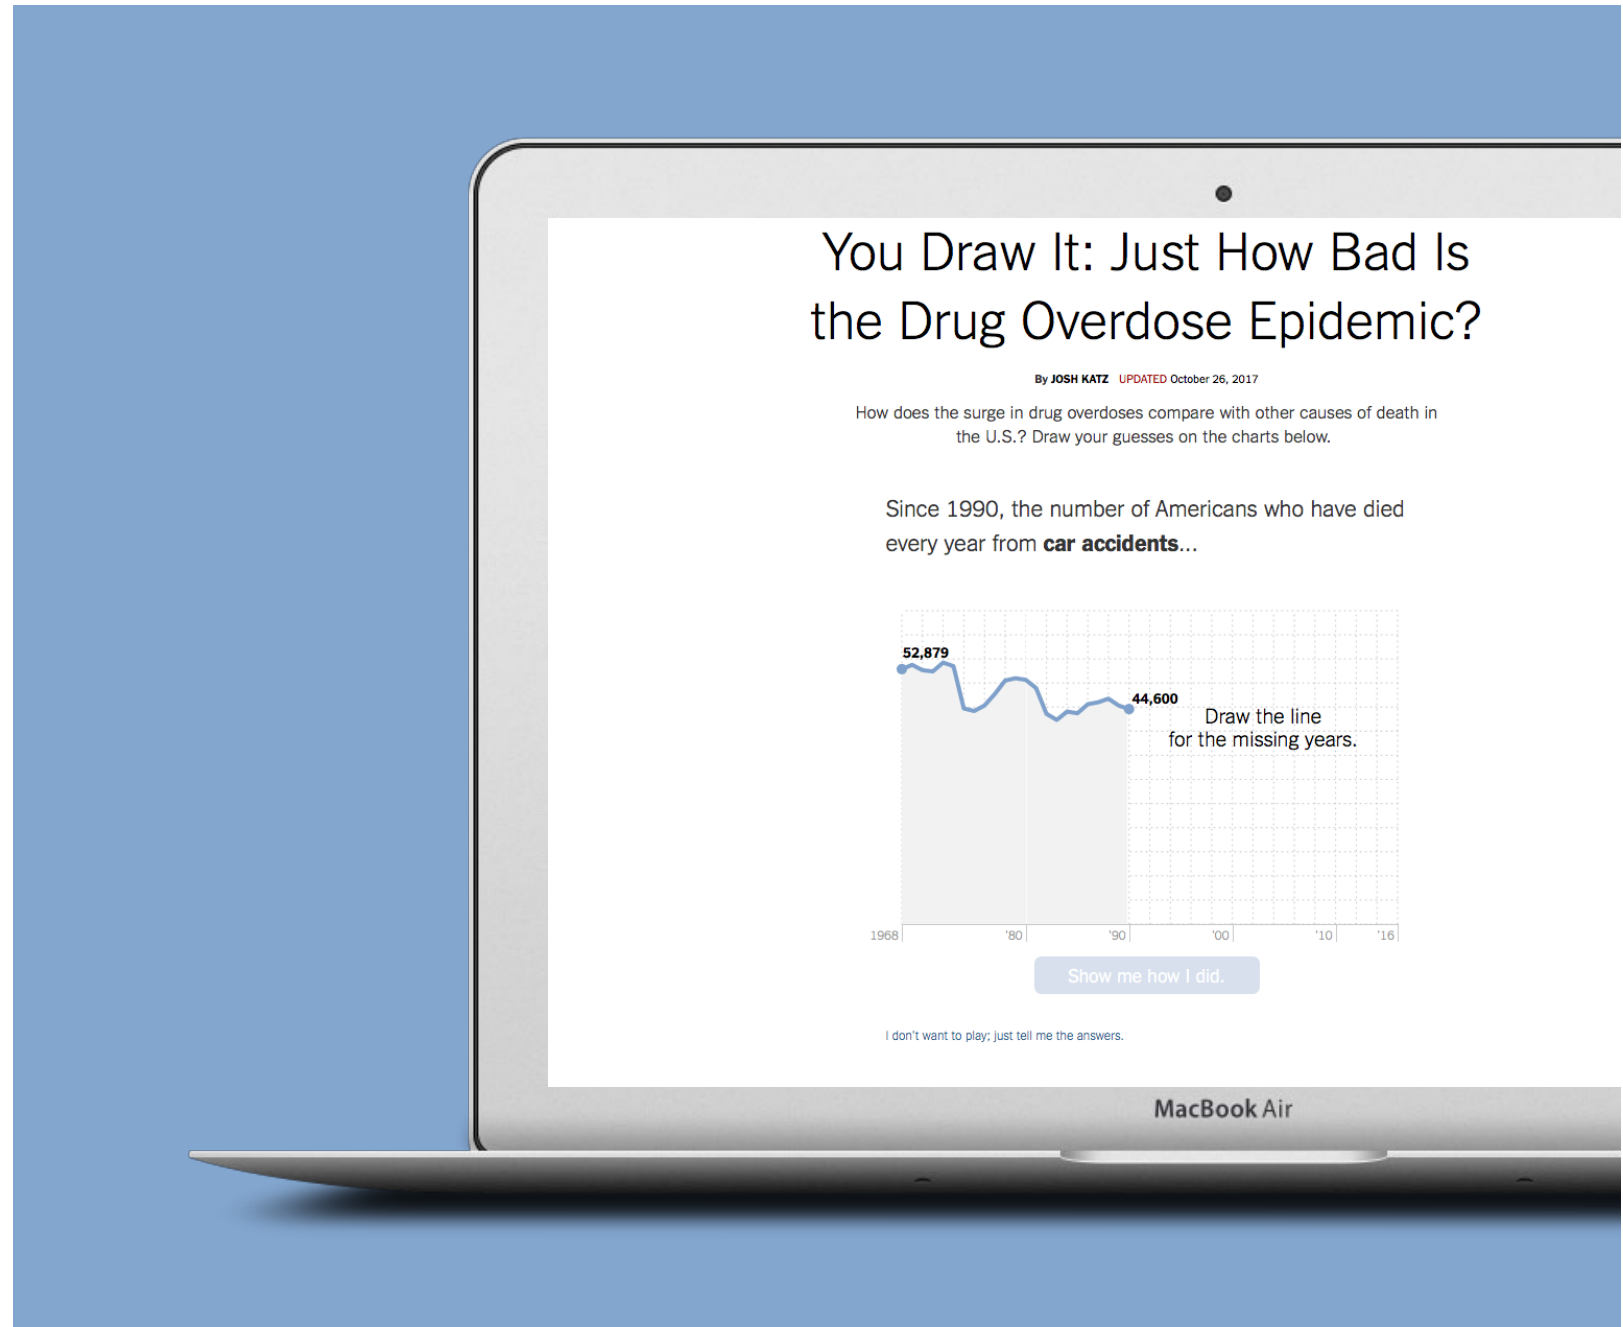 You Draw It: Just How Bad Is
the Drug Overdose Epidemic?
By JOSH KATZ UPDATED October 26, 2017
How does the surge in drug overdoses compare with other causes of death in
the U.S.? Draw your guesses on the charts below.
Since 1990, the number of Americans who have died
every year from car accidents...
52,879
44,600
Draw the line
for the missing years.
1968 '80 '90 '00 '10 '16
Show me how I did.
I don't want to play; just tell me the answers.
MacBook Air